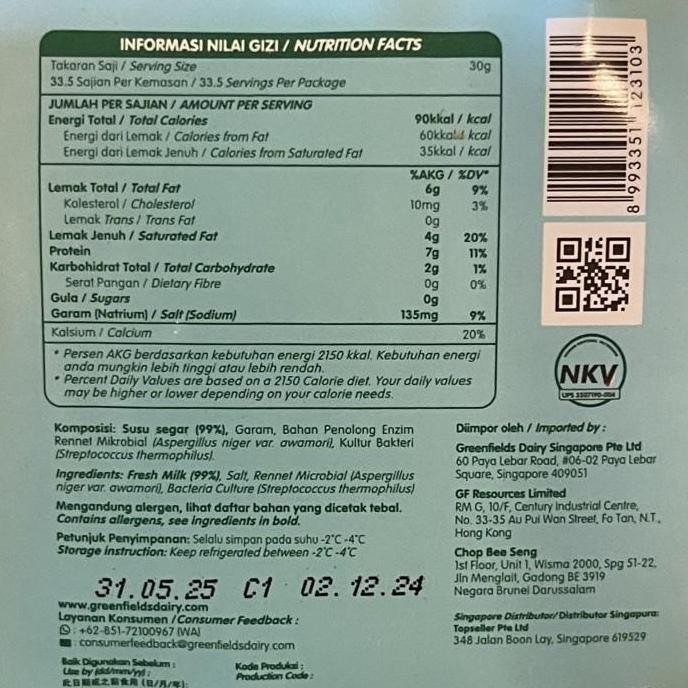 INFORMASI NILAI GIZI / NUTRITION FACTS
Takaran Saji / Serving Size 30g
33.5 Sajian Per Kemasan / 33.5 Servings Per Package
JUMLAH PER SAJIAN / AMOUNT PER SERVING
Energi Total / Total Calories 90kkal / kcal
Energi dari Lemak / Calories from Fat 60kkal kcal
Energi dari Lemak Jenuh / Calories from Saturated Fat 35kkal / kcal
%AKG / %DV*
Lemak Total / Total Fat 6g 9%
Kolesterol / Cholesterol 10mg 3%
Lemak Trans / Trans Fat 0g
Lemak Jenuh / Saturated Fat 4g 20%
Protein 7g 11%
Karbohidrat Total / Total Carbohydrate 2g 1%
Serat Pangan / Dietary Fibre 0g 0%
Gula / Sugars 0g
Garam (Natrium) / Salt (Sodium) 135mg 9%
Kalsium / Calcium 20%
* Persen AKG berdasarkan kebutuhan energi 2150 kkal. Kebutuhan energi
anda mungkin lebih tinggi atau lebih rendah.
* Percent Daily Values are based on a 2150 Calorie diet. Your daily values
may be higher or lower depending on your calorie needs.
8 993351 123103
NKV
Komposisi: Susu segar (99%), Garam, Bahan Penolong Enzim
Rennet Mikrobial (Aspergillus niger var. awamori), Kultur Bakteri
(Streptococcus thermophilus).
Ingredients: Fresh Milk (99%), Salt, Rennet Microbial (Aspergillus
niger var. awamori), Bacteria Culture (Streptococcus thermophilus)
Mengandung alergen, lihat daftar bahan yang dicetak tebal.
Contains allergens, see ingredients in bold.
Petunjuk Penyimpanan: Selalu simpan pada suhu -2°C -4°C
Storage instruction: Keep refrigerated between -2°C -4°C
31.05.25 C1 02.12.24
www.greenfieldsdairy.com
Layanan Konsumen / Consumer Feedback :
: +62-851-72100967 (WA)
: consumerfeedback@greenfieldsdairy.com
Baik Digunakan Sebelum :
Use by (dd/mm/yy) :
此日期或之前食用 (日/月/年):
Kode Produksi :
Production Code :
Diimpor oleh / Imported by :
Greenfields Dairy Singapore Pte Ltd
60 Paya Lebar Road, #06-02 Paya Lebar
Square, Singapore 409051
GF Resources Limited
RM G, 10/F, Century Industrial Centre,
No. 33-35 Au Pui Wan Street, Fo Tan, N.T.,
Hong Kong
Chop Bee Seng
1st Floor, Unit 1, Wisma 2000, Spg 51-22,
Jln Menglait, Gadong BE 3919
Negara Brunei Darussalam
Singapore Distributor/Distributor Singapura:
Topseller Pte Ltd
348 Jalan Boon Lay, Singapore 619529